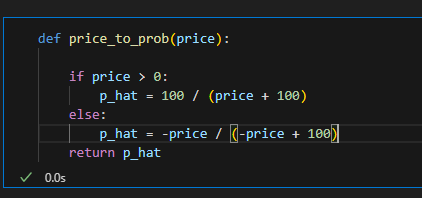 def price_to_prob(price):
if price > 0:
p_hat = 100 / (price + 100)
else:
p_hat = -price / (-price + 100)
return p_hat
0.0s